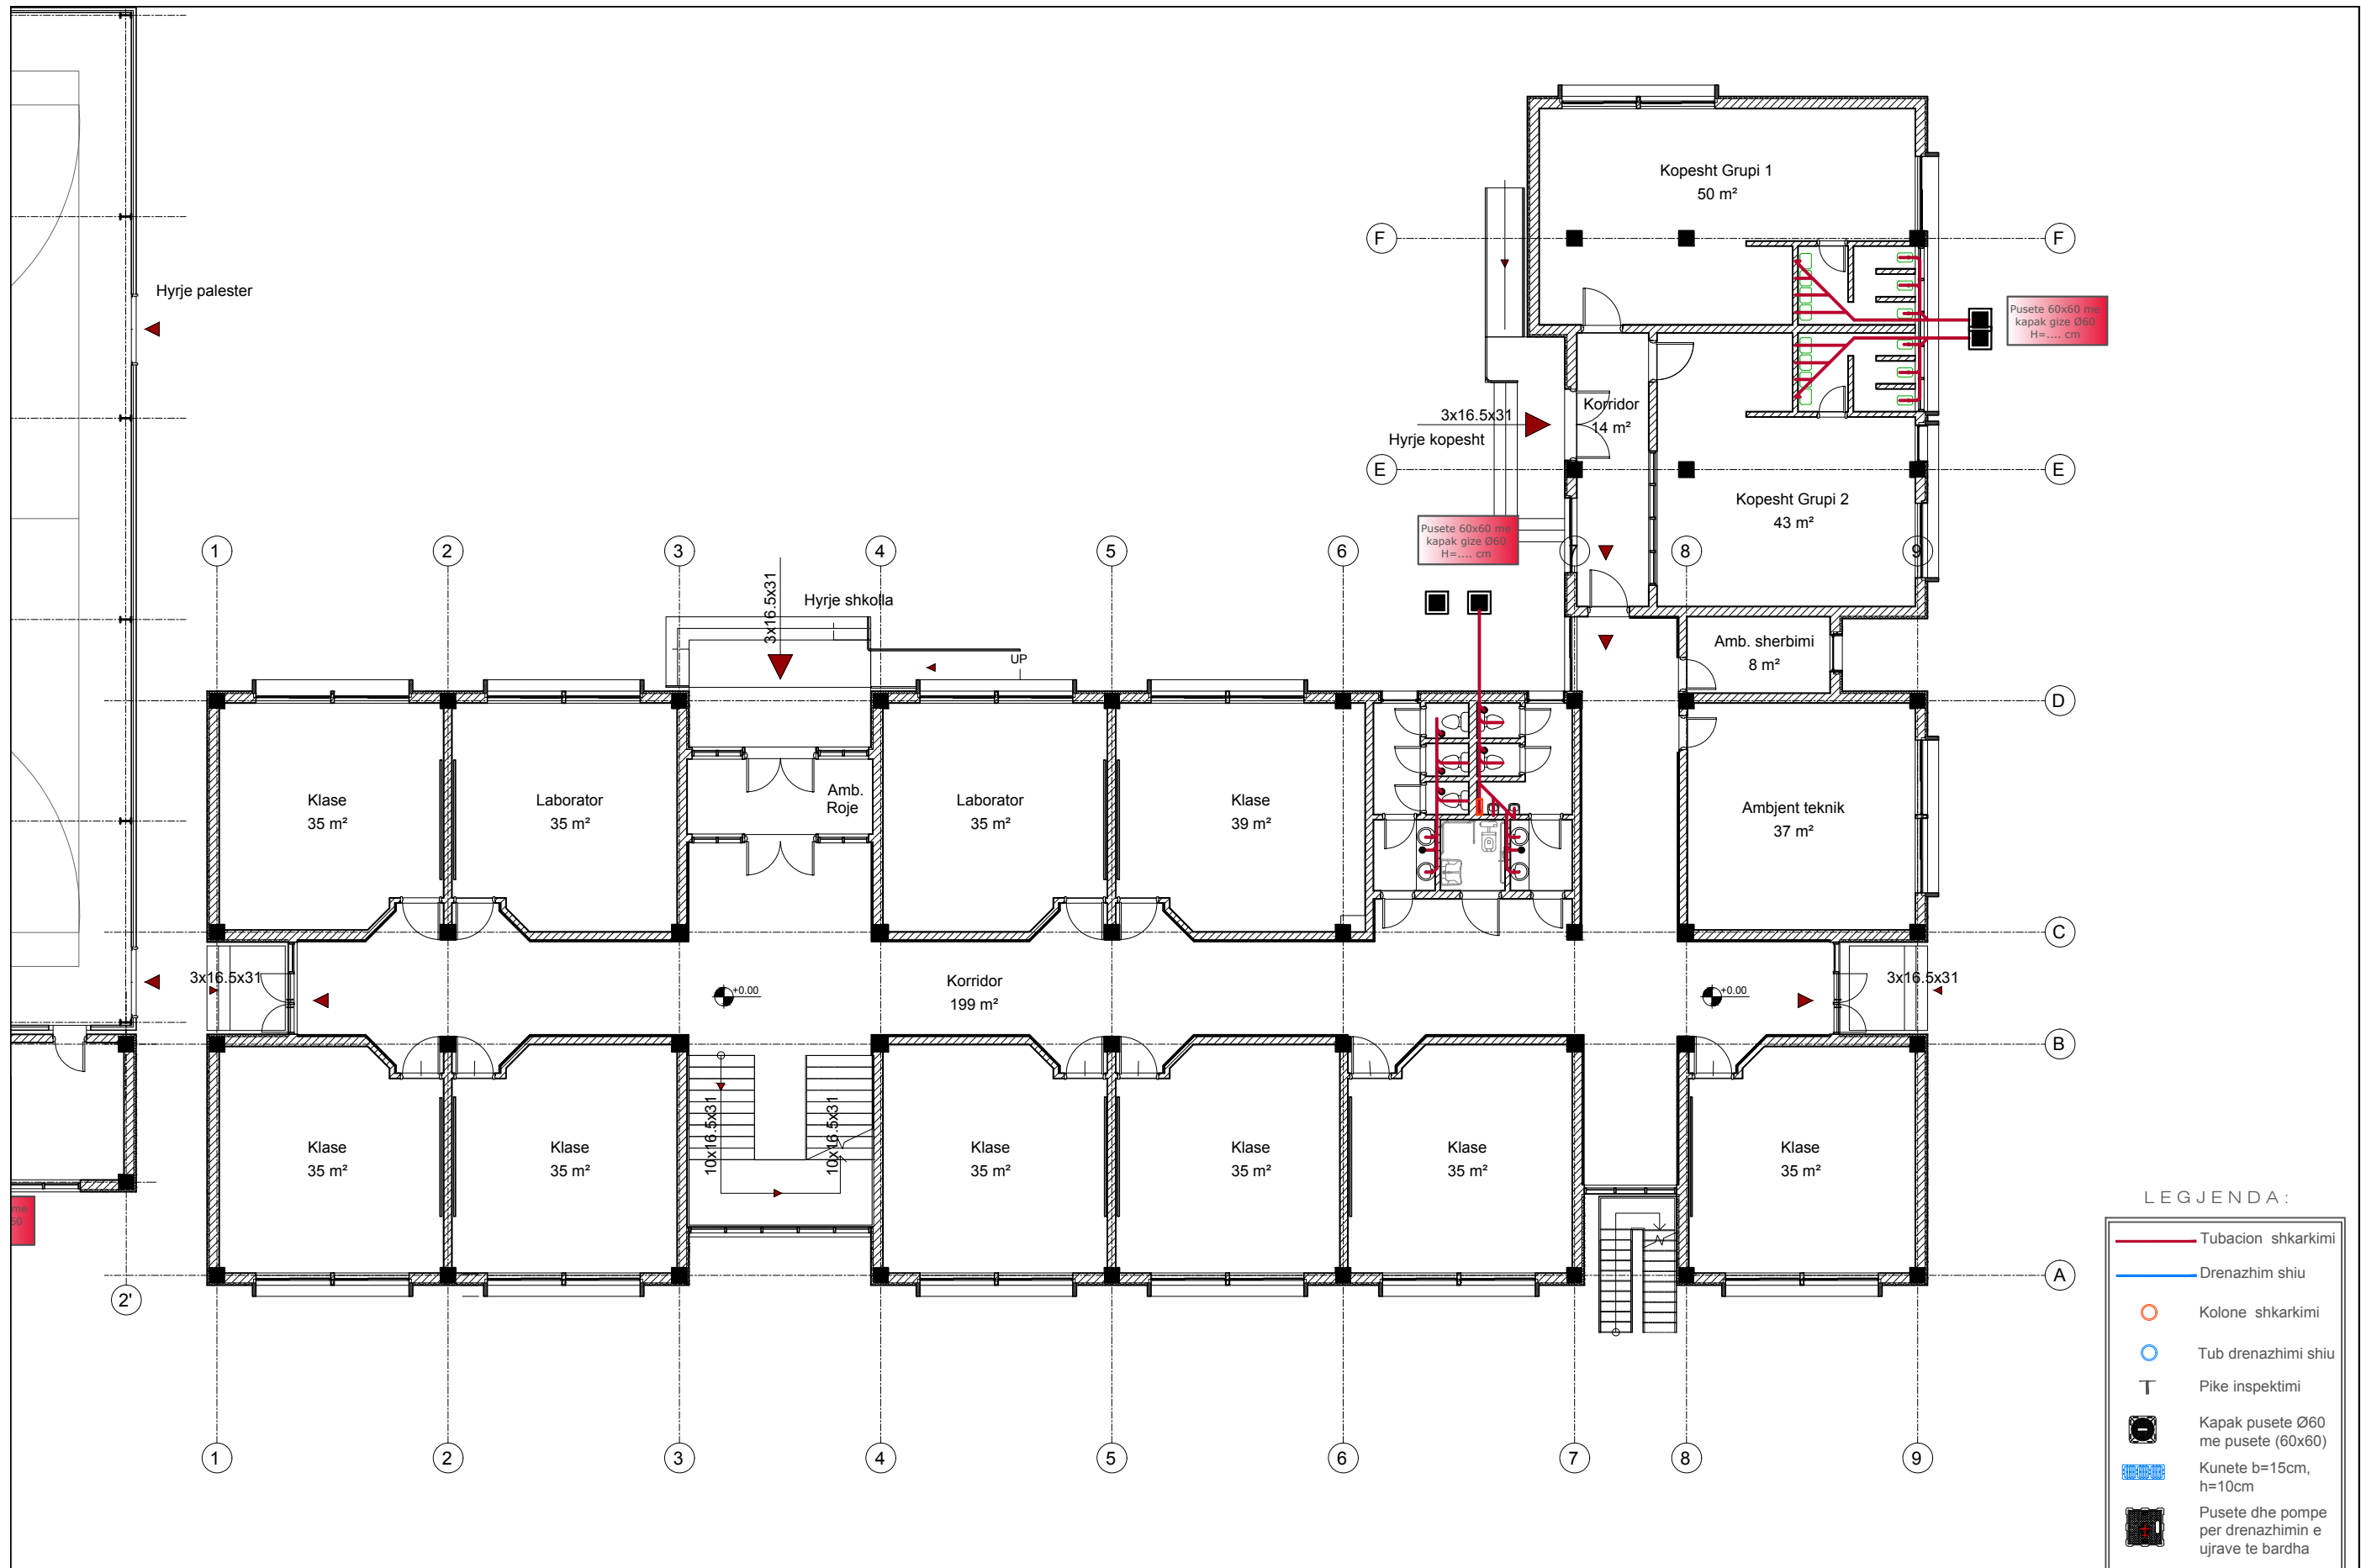 Kopesht Grupi 1
50 m²
F
F
Hyrje palester
Pusete 60x60 me
kapak gize Ø60
H=.... cm
Korridor
14 m²
3x16.5x31
Hyrje kopesht
E
E
Kopesht Grupi 2
43 m²
Pusete 60x60 me
kapak gize Ø60
H=.... cm
1
2
3
4
5
6
7
8
9
3x16.5x31
Hyrje shkolla
UP
Amb. sherbimi
8 m²
D
Klase
35 m²
Laborator
35 m²
Amb.
Roje
Laborator
35 m²
Klase
39 m²
Ambjent teknik
37 m²
C
3x16.5x31
+0.00
Korridor
199 m²
+0.00
3x16.5x31
B
10x16.5x31
10x16.5x31
Klase
35 m²
Klase
35 m²
Klase
35 m²
Klase
35 m²
Klase
35 m²
Klase
35 m²
me
60
A
2'
1
2
3
4
5
6
7
8
9
LEGJENDA:
Tubacion shkarkimi
Drenazhim shiu
Kolone shkarkimi
Tub drenazhimi shiu
Pike inspektimi
Kapak pusete Ø60
me pusete (60x60)
Kunete b=15cm,
h=10cm
Pusete dhe pompe
per drenazhimin e
ujrave te bardha